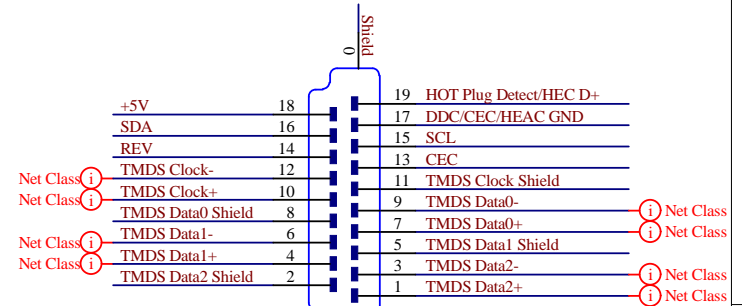 Shield
0
19 HOT Plug Detect/HEC D+
+5V 18
17 DDC/CEC/HEAC GND
SDA 16
15 SCL
REV 14
13 CEC
Net Class i TMDS Clock- 12
11 TMDS Clock Shield
Net Class i TMDS Clock+ 10
9 TMDS Data0- i Net Class
TMDS Data0 Shield 8
7 TMDS Data0+ i Net Class
Net Class i TMDS Data1- 6
5 TMDS Data1 Shield
Net Class i TMDS Data1+ 4
3 TMDS Data2- i Net Class
TMDS Data2 Shield 2
1 TMDS Data2+ i Net Class